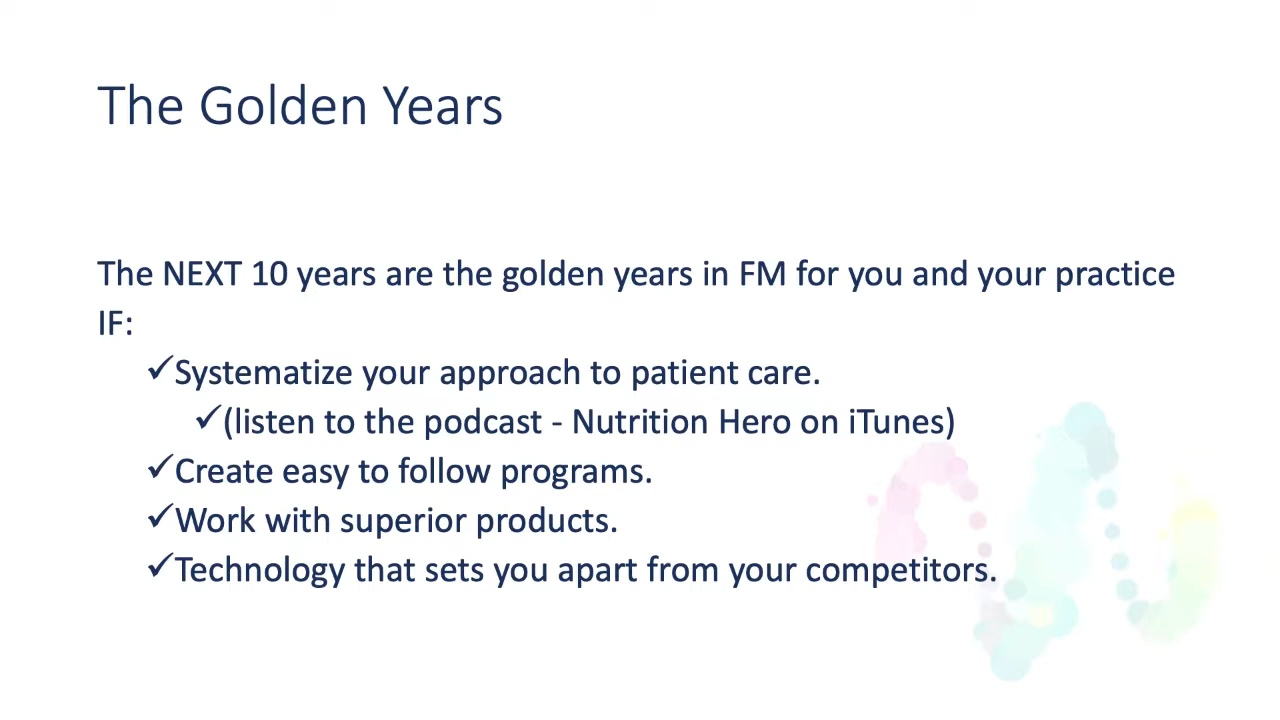 The Golden Years
The NEXT 10 years are the golden years in FM for you and your practice
IF:
✓Systematize your approach to patient care.
✓(listen to the podcast - Nutrition Hero on iTunes)
✓Create easy to follow programs.
✓Work with superior products.
✓Technology that sets you apart from your competitors.